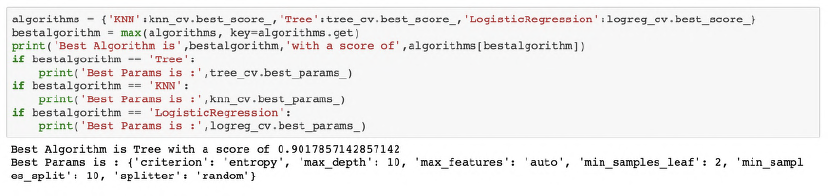 algorithms = {'KNN':knn_cv.best_score_,'Tree':tree_cv.best_score_,'LogisticRegression':logreg_cv.best_score_}
bestalgorithm = max(algorithms, key=algorithms.get)
print('Best Algorithm is',bestalgorithm,'with a score of',algorithms[bestalgorithm])
if bestalgorithm == 'Tree':
    print('Best Params is :',tree_cv.best_params_)
if bestalgorithm == 'KNN':
    print('Best Params is :',knn_cv.best_params_)
if bestalgorithm == 'LogisticRegression':
    print('Best Params is :',logreg_cv.best_params_)
Best Algorithm is Tree with a score of 0.9017857142857142
Best Params is : {'criterion': 'entropy', 'max_depth': 10, 'max_features': 'auto', 'min_samples_leaf': 2, 'min_sampl
es_split': 10, 'splitter': 'random'}